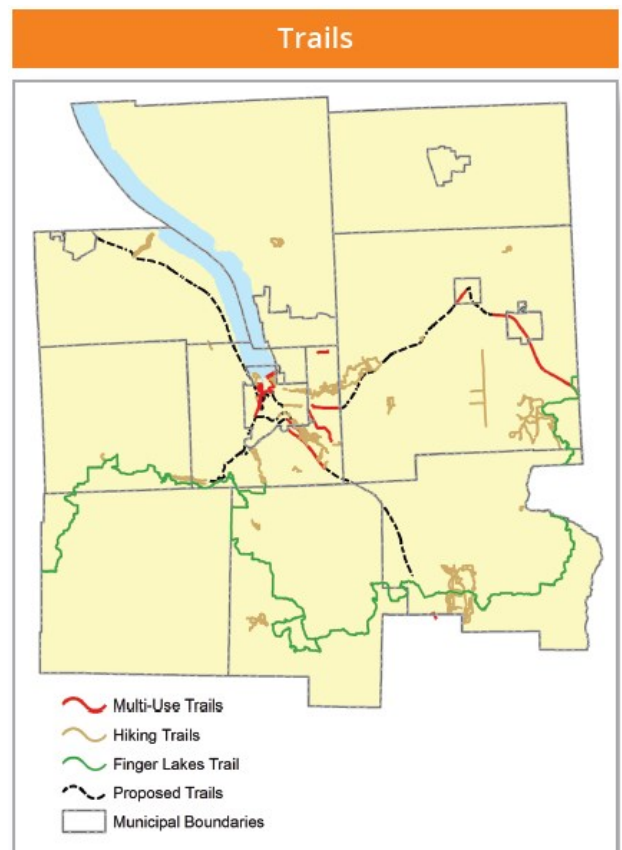 Trails
Multi-Use Trails
Hiking Trails
Finger Lakes Trail
Proposed Trails
Municipal Boundaries